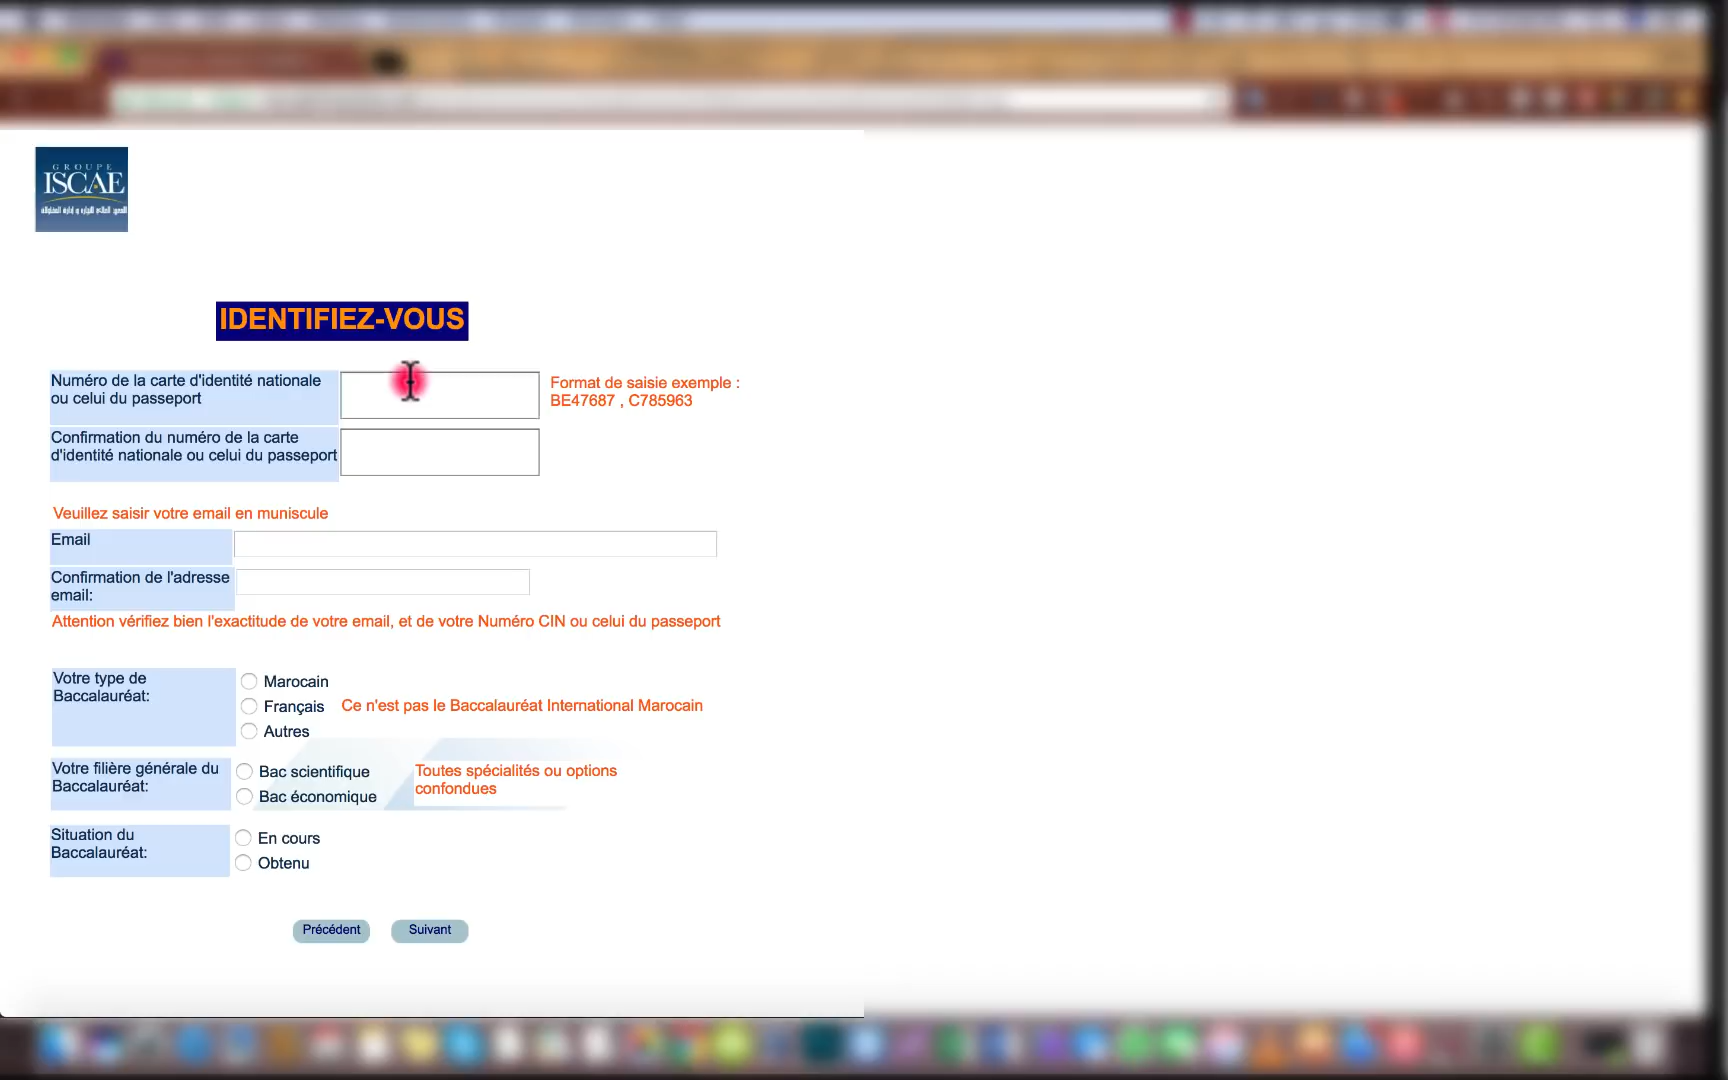 GROUPE
ISCAE
IDENTIFIEZ-VOUS
Numéro de la carte d'identité nationale
ou celui du passeport
Format de saisie exemple :
BE47687 , C785963
Confirmation du numéro de la carte
d'identité nationale ou celui du passeport
Veuillez saisir votre email en muniscule
Email
Confirmation de l'adresse
email:
Attention vérifiez bien l'exactitude de votre email, et de votre Numéro CIN ou celui du passeport
Votre type de
Baccalauréat:
Marocain
Français
Ce n'est pas le Baccalauréat International Marocain
Autres
Votre filière générale du
Baccalauréat:
Bac scientifique
Bac économique
Toutes spécialités ou options
confondues
Situation du
Baccalauréat:
En cours
Obtenu
Précédent
Suivant